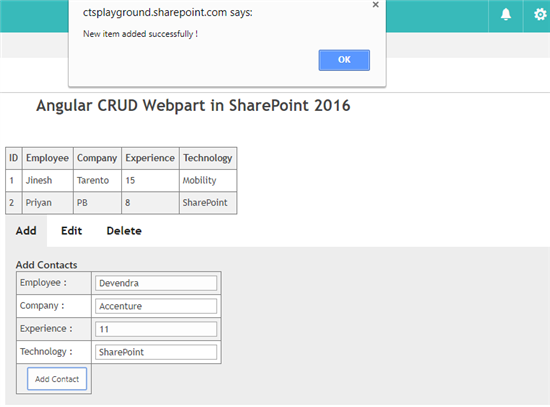 ctsplayground.sharepoint.com says:
New item added successfully !
OK
Angular CRUD Webpart in SharePoint 2016
ID Employee Company Experience Technology
1 Jinesh Tarento 15 Mobility
2 Priyan PB 8 SharePoint
Add Edit Delete
Add Contacts
Employee : Devendra
Company : Accenture
Experience : 11
Technology : SharePoint
Add Contact